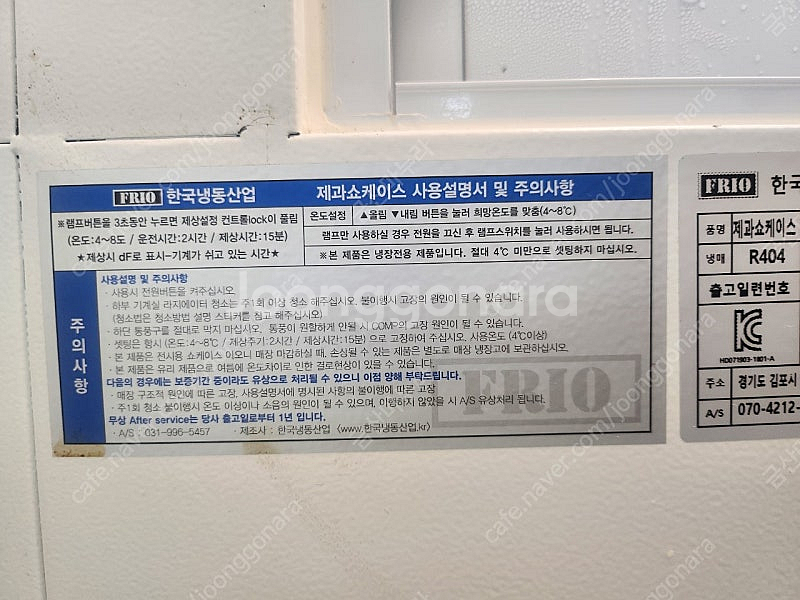 FRIO 한국냉동산업 제과쇼케이스 사용설명서 및 주의사항
※램프버튼을 3초동안 누르면 제상설정 컨트롤lock이 풀림
(온도:4~8도 / 운전시간:2시간 / 제상시간:15분)
★제상시 dF로 표시-기계가 쉬고 있는 시간★
온도설정 ▲올림 ▼내림 버튼을 눌러 희망온도를 맞춤(4~8℃)
램프만 사용하실 경우 전원을 끄신 후 램프스위치를 눌러 사용하시면 됩니다.
※본 제품은 냉장전용 제품입니다. 절대 4℃ 미만으로 셋팅하지 마십시오.
주의사항
사용설명 및 주의사항
· 사용시 전원버튼을 켜주십시오.
· 하부 기계실 라지에이터 청소는 주1회 이상 청소 해주십시오. 불이행시 고장의 원인이 될 수 있습니다.
(청소법은 청소방법 설명 스티커를 참고 해주십시오)
· 하단 통풍구를 절대로 막지 마십시오. 통풍이 원할하게 안될 시 COMP의 고장 원인이 될 수 있습니다.
· 셋팅은 항시 (온도:4~8℃ / 제상주기:2시간 / 제상시간:15분) 으로 고정하여 주십시오. 사용온도 (4℃이상)
· 본 제품은 전시용 쇼케이스 이오니 매장 마감하실 때, 손상될 수 있는 제품은 별도로 매장 냉장고에 보관하십시오.
· 본 제품은 유리 제품으로 여름에 온도차이로 인한 결로현상이 있을 수 있습니다.
다음의 경우에는 보증기간 중이라도 유상으로 처리될 수 있으니 이점 양해 부탁드립니다.
· 매장 구조적 원인에 따른 고장, 사용설명서에 명시된 사항의 불이행에 따른 고장
· 주1회 청소 불이행시 온도 이상이나 소음의 원인이 될 수 있으며, 이행하지 않았을 시 A/S 유상처리 됩니다.
무상 After service는 당사 출고일로부터 1년 입니다.
· A/S : 031-996-5457 · 제조사 : 한국냉동산업 <www.한국냉동산업.kr>
FRIO
FRIO 한국
품명 제과쇼케이스
냉매 R404
출고일련번호
HD071903-1801-A
주소 경기도 김포시
A/S 070-4212-
joonggonara
cafe.naver.com/joonggonara